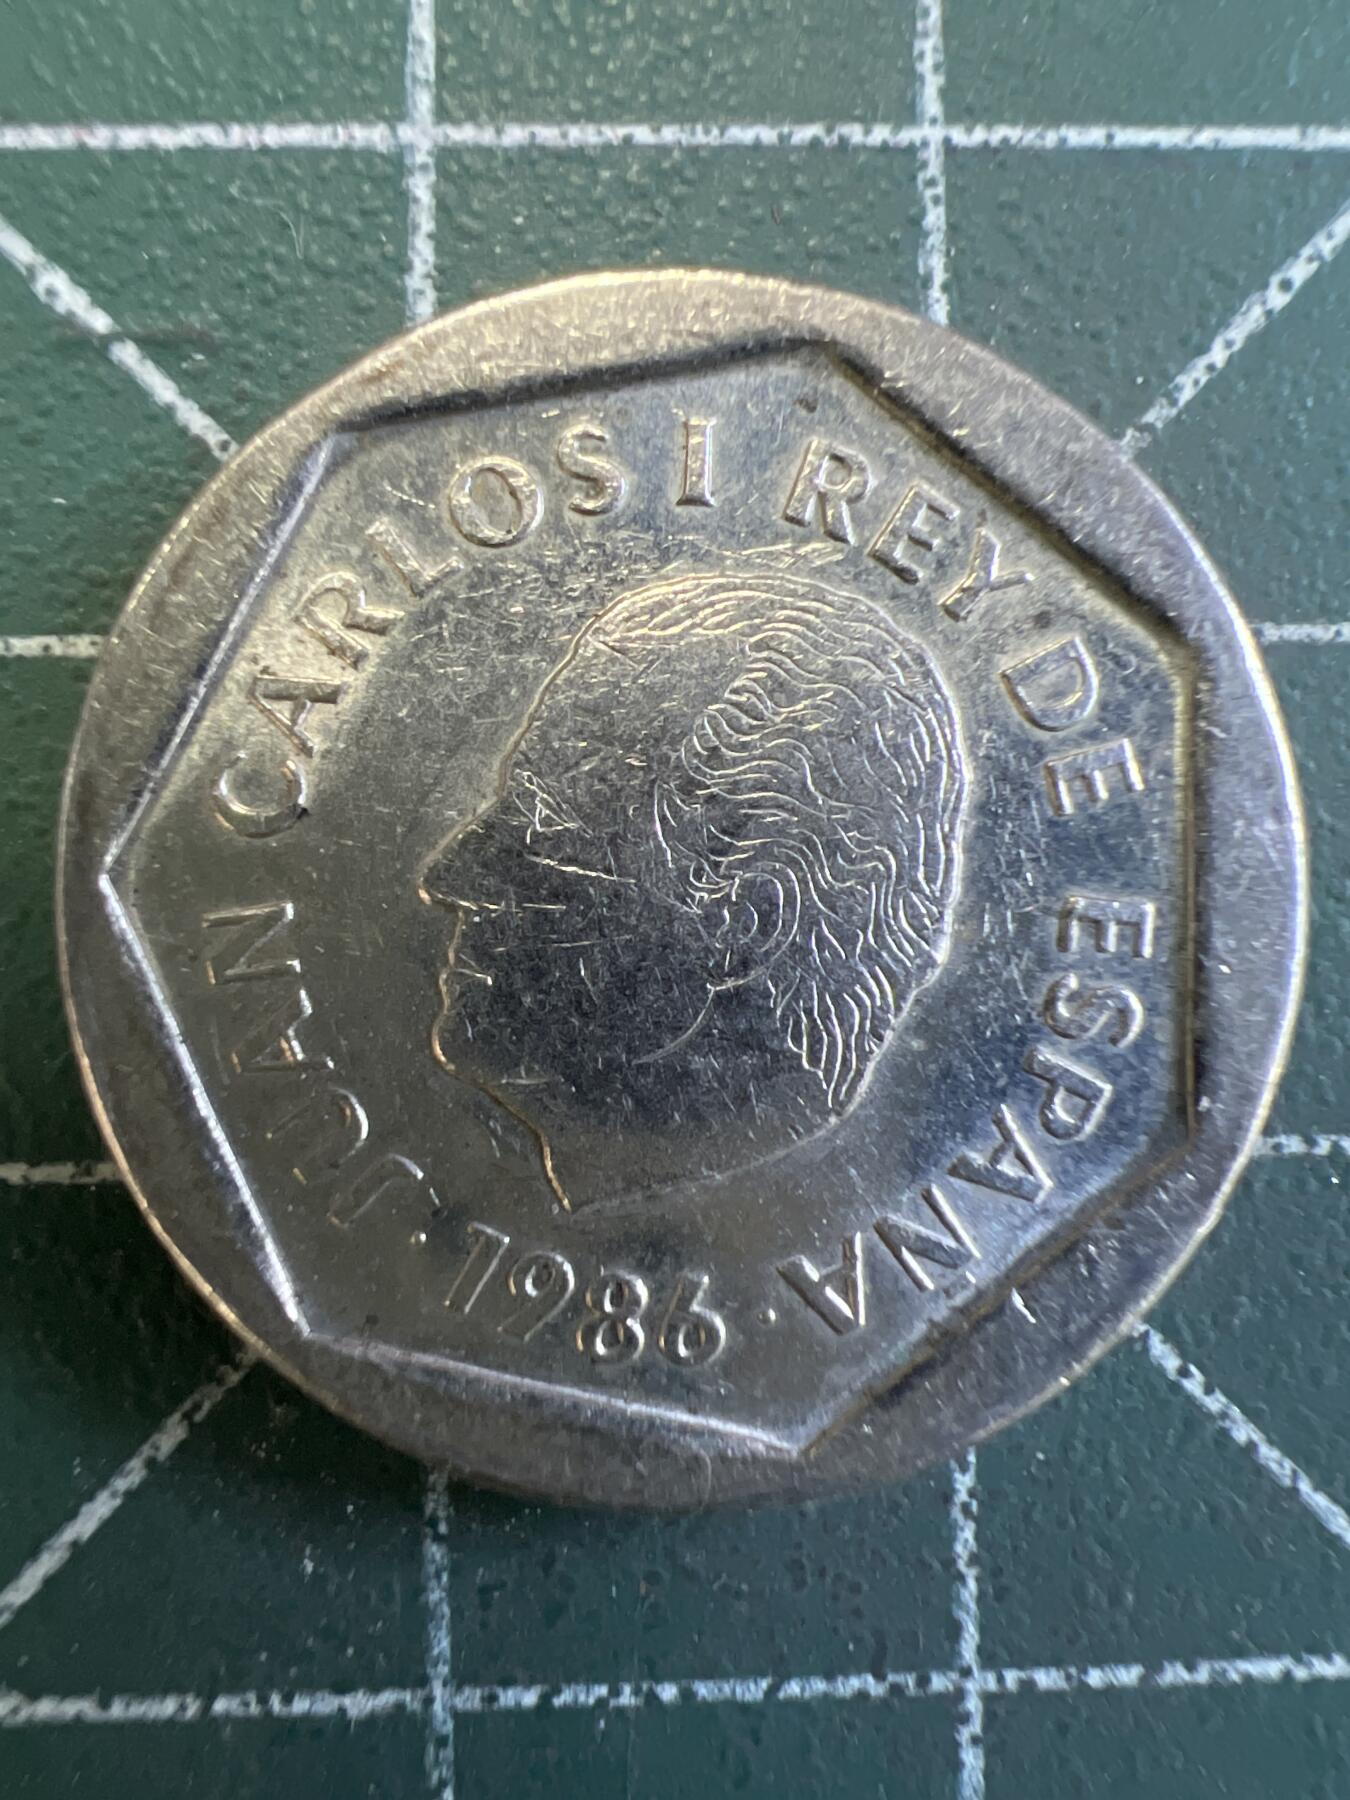 JUAN CARLOS I REY DE ESPAÑA
· 1986 ·